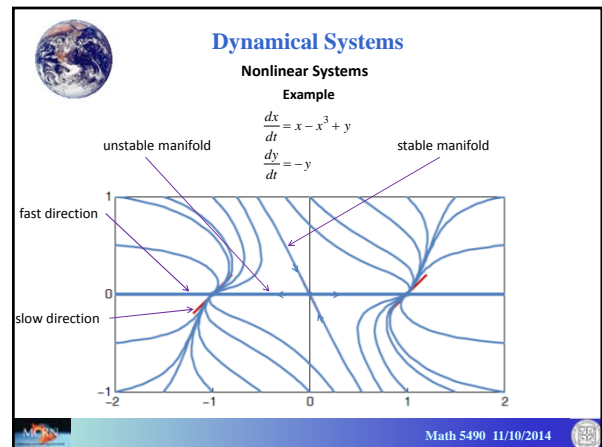 Dynamical Systems
Nonlinear Systems
Example
dx/dt = x − x³ + y
unstable manifold
stable manifold
dy/dt = −y
fast direction
slow direction
1
0
−1
−2
−1
0
1
2
MCRN
Math 5490 11/10/2014